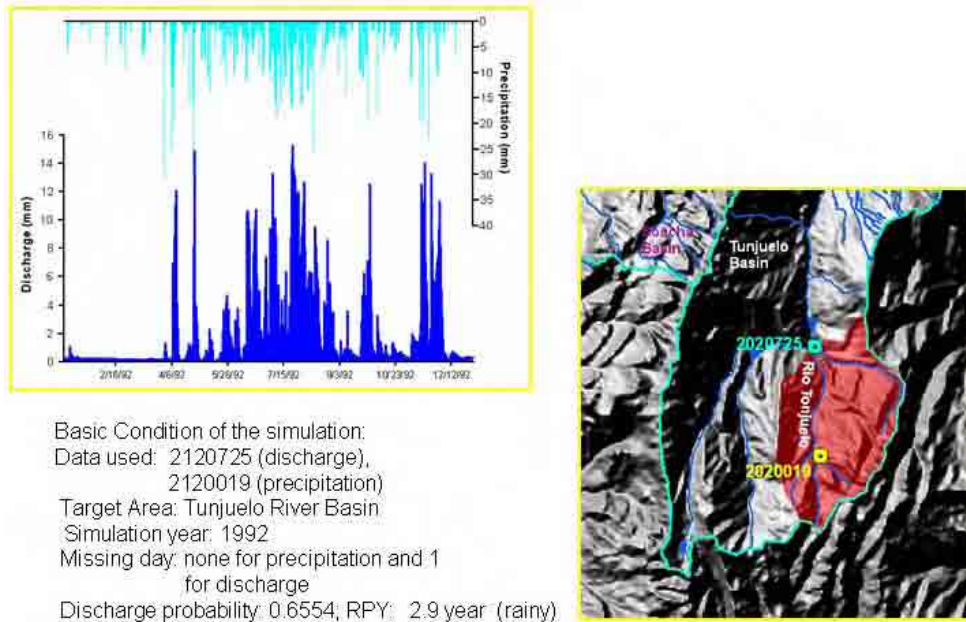 0
5
10
15
20
25
30
35
40
Precipitation (mm)
16
14
12
10
8
6
4
2
0
Discharge (mm)
2/16/92
4/6/92
5/26/92
7/15/92
9/3/92
10/23/92
12/12/92
Basic Condition of the simulation:
Data used: 2120725 (discharge),
2120019 (precipitation)
Target Area: Tunjuelo River Basin
Simulation year: 1992
Missing day: none for precipitation and 1
for discharge
Discharge probability: 0.6554; RPY: 2.9 year (rainy)
Soacha
Basin
Tunjuelo
Basin
2020725
Rio Tonjuelo
2020019